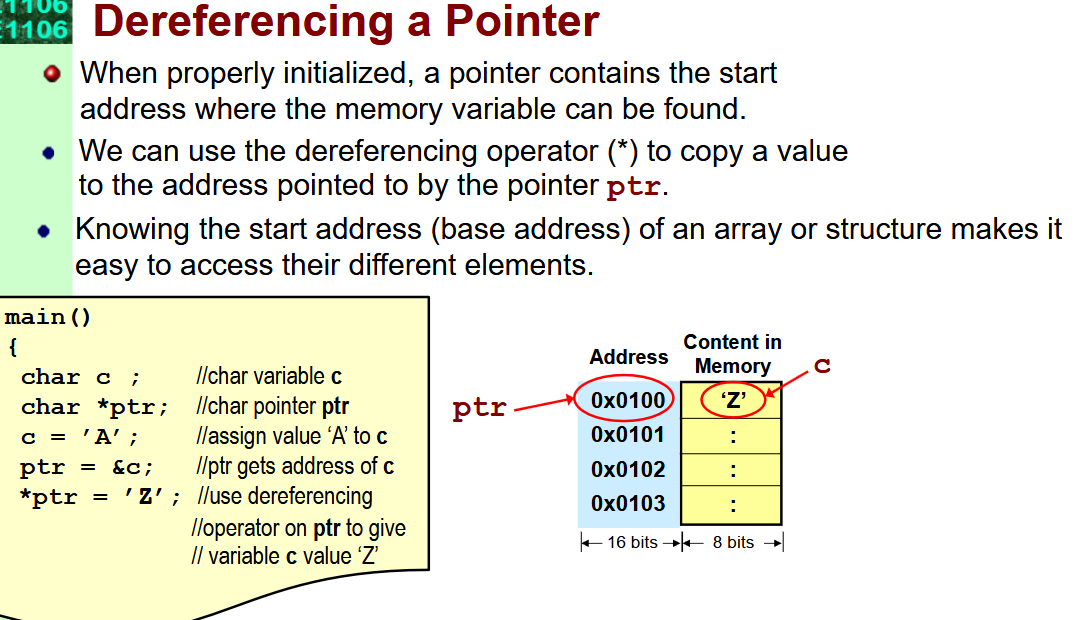 1106
1106
Dereferencing a Pointer
When properly initialized, a pointer contains the start
address where the memory variable can be found.
We can use the dereferencing operator (*) to copy a value
to the address pointed to by the pointer ptr.
Knowing the start address (base address) of an array or structure makes it
easy to access their different elements.
main()
{
char c ; //char variable c
char *ptr; //char pointer ptr
c = ’A’; //assign value ‘A’ to c
ptr = &c; //ptr gets address of c
*ptr = ’Z’; //use dereferencing
//operator on ptr to give
// variable c value ‘Z’
Address
Content in
Memory
c
ptr
0x0100 ‘Z’
0x0101 :
0x0102 :
0x0103 :
16 bits 8 bits